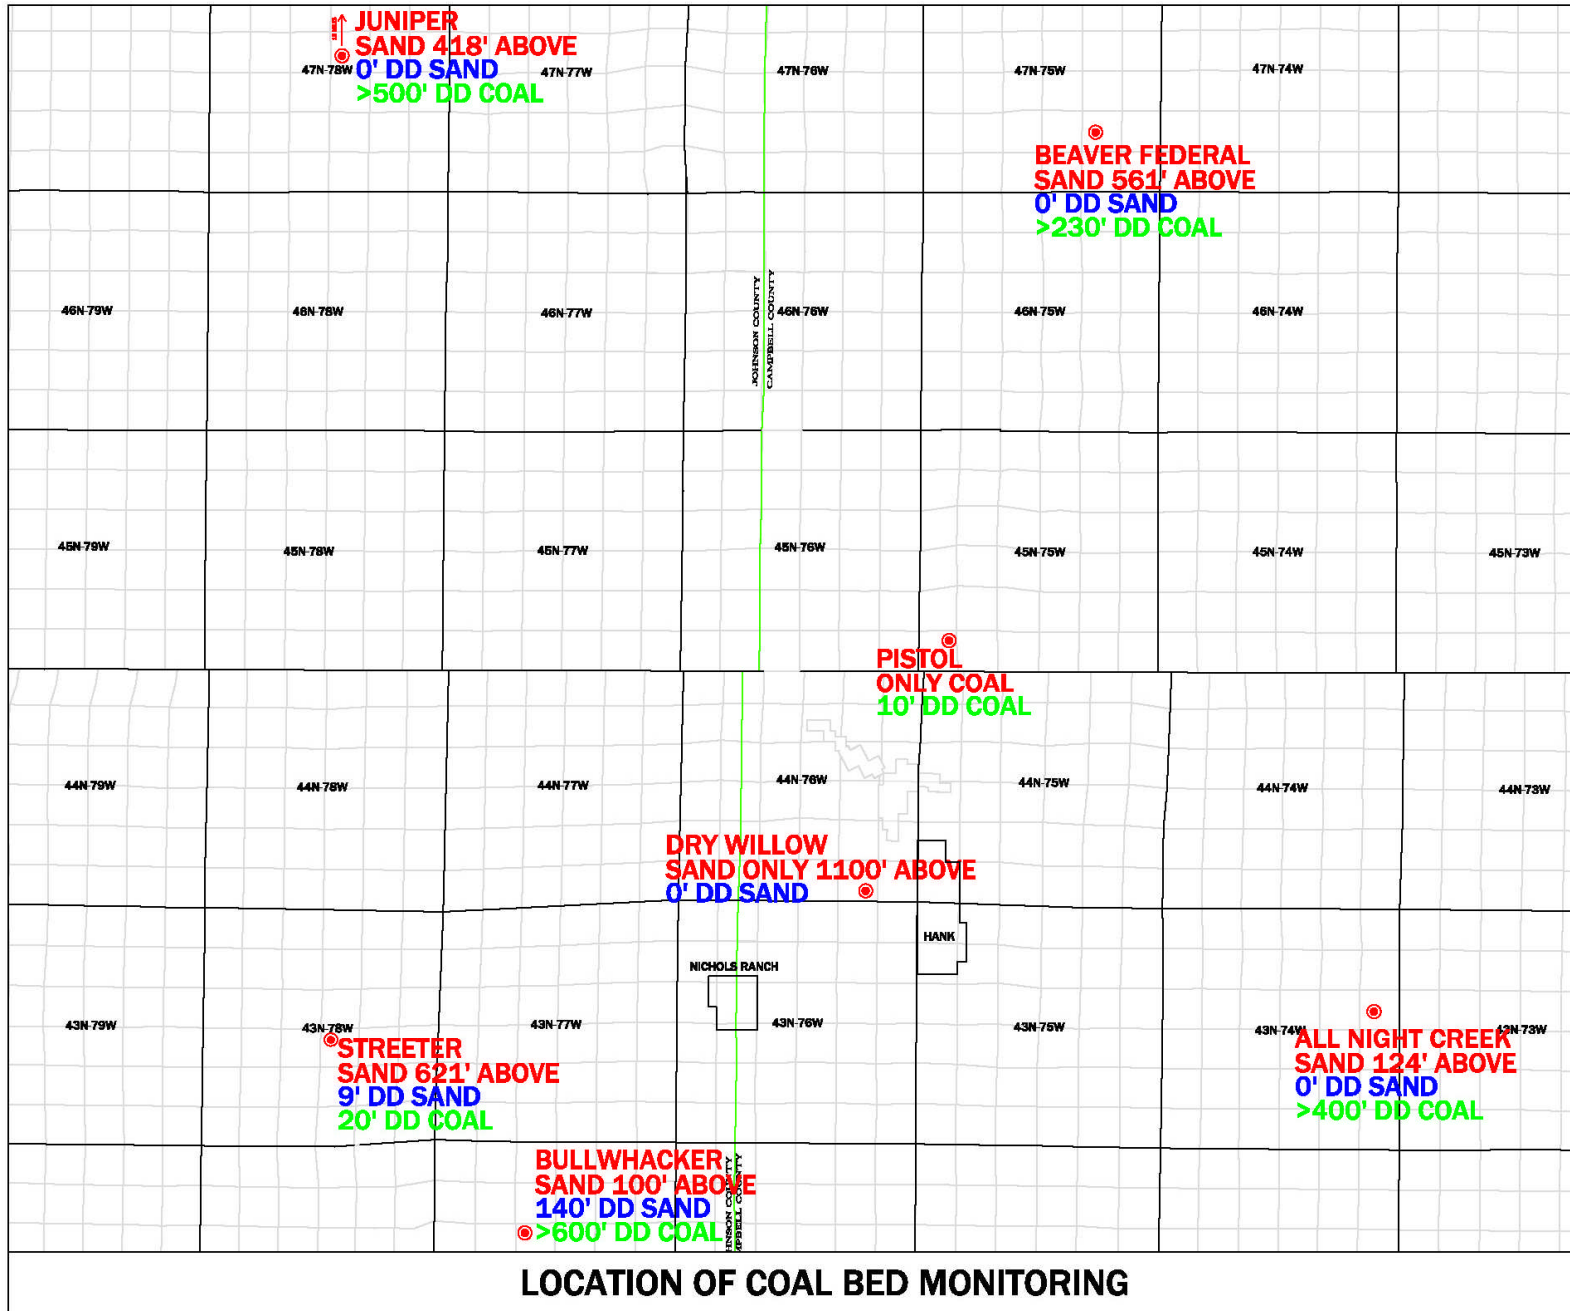 JUNIPER
SAND 418' ABOVE
0' DD SAND
>500' DD COAL
47N 78W
47N 77W
47N 76W
47N 75W
47N 74W
BEAVER FEDERAL
SAND 561' ABOVE
0' DD SAND
>230' DD COAL
JOHNSON COUNTY
CAMPBELL COUNTY
46N 79W
46N 78W
46N 77W
46N 76W
46N 75W
46N 74W
45N 79W
45N 78W
45N 77W
45N 76W
45N 75W
45N 74W
45N 73W
PISTOL
ONLY COAL
10' DD COAL
44N 79W
44N 78W
44N 77W
44N 76W
44N 75W
44N 74W
44N 73W
DRY WILLOW
SAND ONLY 1100' ABOVE
0' DD SAND
HANK
NICHOLS RANCH
43N 79W
43N 78W
43N 77W
43N 76W
43N 75W
43N 74W
43N 73W
STREETER
SAND 621' ABOVE
9' DD SAND
20' DD COAL
ALL NIGHT CREEK
SAND 124' ABOVE
0' DD SAND
>400' DD COAL
BULLWHACKER
SAND 100' ABOVE
140' DD SAND
>600' DD COAL
HNSON COUNTY
MPBELL COUNTY
LOCATION OF COAL BED MONITORING